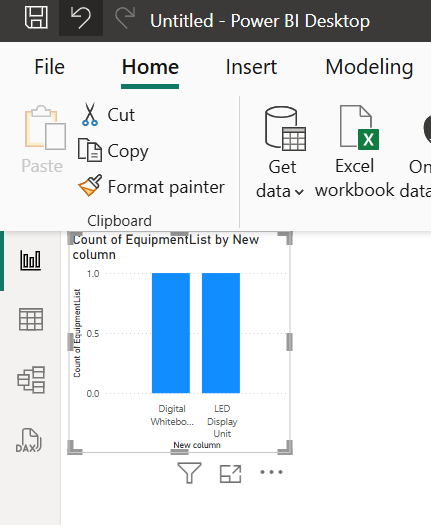 Untitled - Power BI Desktop
File Home Insert Modeling
Paste
Cut
Copy
Format painter
Clipboard
Get
data
Excel
workbook
data
Count of EquipmentList by New
column
Count of EquipmentList
1.0
0.5
0.0
Digital
Whitebo...
LED
Display
Unit
New column
DAX